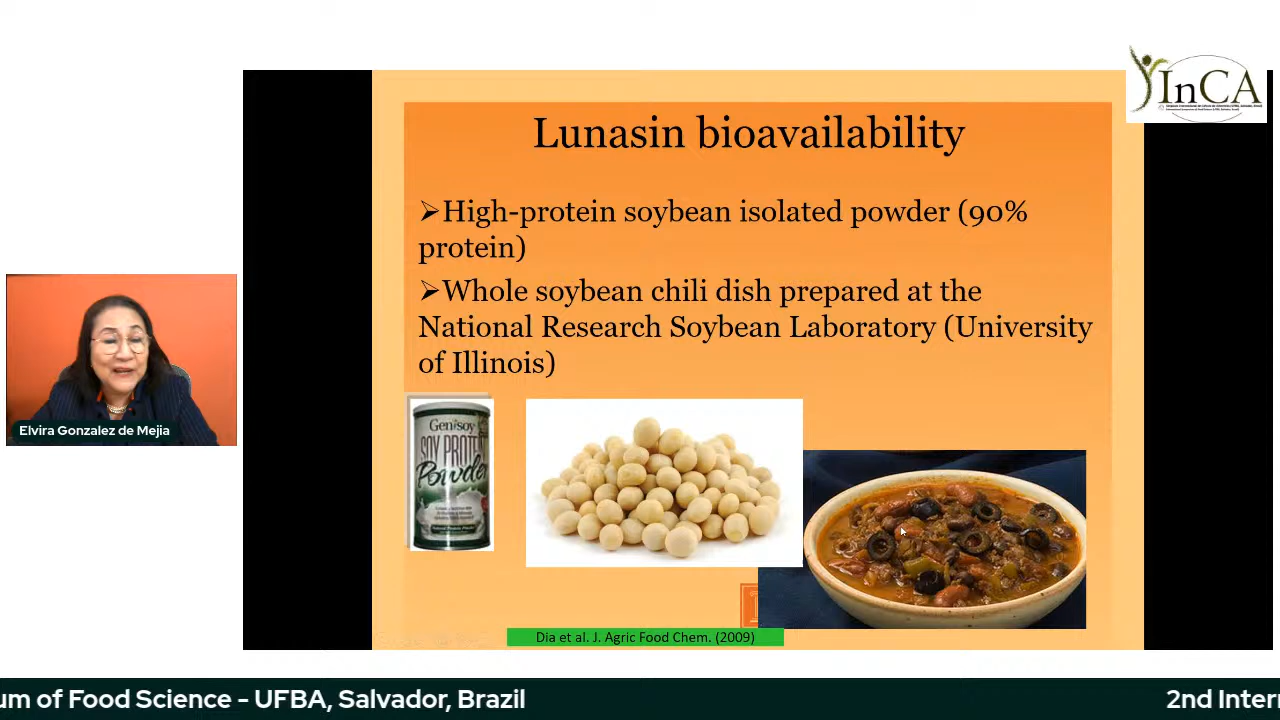 InCA
Lunasin bioavailability
➢High-protein soybean isolated powder (90%
protein)
➢Whole soybean chili dish prepared at the
National Research Soybean Laboratory (University
of Illinois)
Elvira Gonzalez de Mejia
Genisoy
SOY PROTEIN
Powder
Dia et al. J. Agric Food Chem. (2009)
um of Food Science - UFBA, Salvador, Brazil
2nd Intern